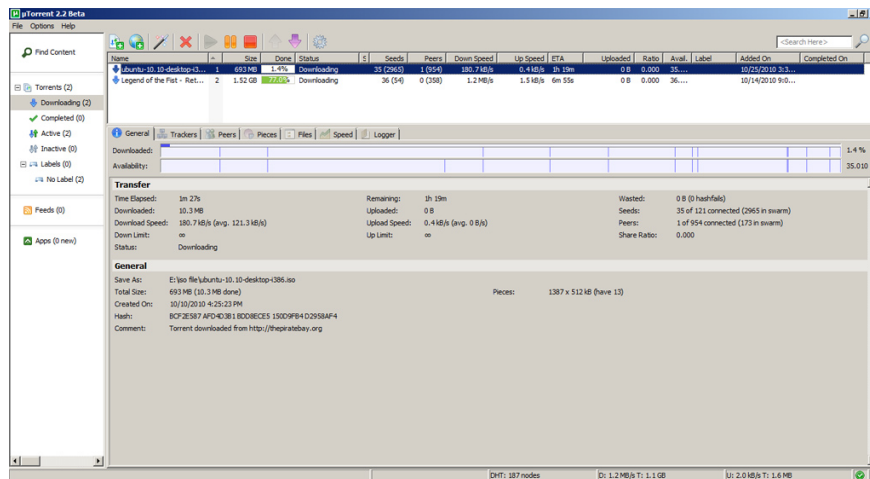 µTorrent 2.2 Beta
File Options Help
<Search Here>
Find Content
Torrents (2)
Downloading (2)
Completed (0)
Active (2)
Inactive (0)
Labels (0)
No Label (2)
Feeds (0)
Apps (0 new)
Name Size Done Status S Seeds Peers Down Speed Up Speed ETA Uploaded Ratio Avail. Label Added On Completed On
ubuntu-10.10-desktop-i3... 1 693 MB 1.4% Downloading 35 (2965) 1 (954) 180.7 kB/s 0.4 kB/s 1h 19m 0 B 0.000 35.... 10/25/2010 3:3...
Legend of the Fist - Ret... 2 1.52 GB 77.0% Downloading 36 (54) 0 (358) 1.2 MB/s 1.5 kB/s 6m 55s 0 B 0.000 36.... 10/14/2010 9:0...
General Trackers Peers Pieces Files Speed Logger
Downloaded: 1.4 %
Availability: 35.010
Transfer
Time Elapsed: 1m 27s Remaining: 1h 19m Wasted: 0 B (0 hashfails)
Downloaded: 10.3 MB Uploaded: 0 B Seeds: 35 of 121 connected (2965 in swarm)
Download Speed: 180.7 kB/s (avg. 121.3 kB/s) Upload Speed: 0.4 kB/s (avg. 0 B/s) Peers: 1 of 954 connected (173 in swarm)
Down Limit: ∞ Up Limit: ∞ Share Ratio: 0.000
Status: Downloading
General
Save As: E:\iso file\ubuntu-10.10-desktop-i386.iso
Total Size: 693 MB (10.3 MB done) Pieces: 1387 x 512 kB (have 13)
Created On: 10/10/2010 4:25:23 PM
Hash: BCF2E587 AFD4D3B1 BDD8ECE5 150D9FB4 D2958AF4
Comment: Torrent downloaded from http://thepiratebay.org
DHT: 187 nodes D: 1.2 MB/s T: 1.1 GB U: 2.0 kB/s T: 1.6 MB